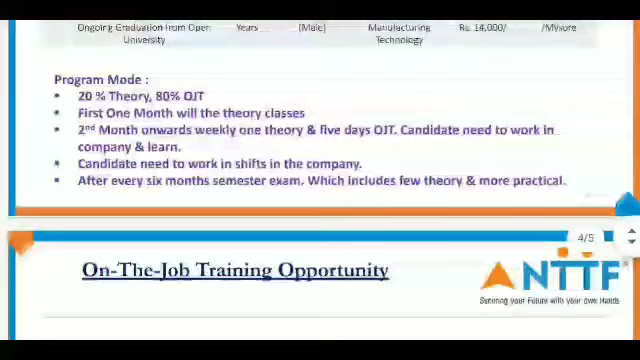 Ongoing Graduation from Open Years (Male) Manufacturing Rs. 14,000/ /Mysore
University Technology
Program Mode :
• 20 % Theory, 80% OJT
• First One Month will the theory classes
• 2nd Month onwards weekly one theory & five days OJT. Candidate need to work in
company & learn.
• Candidate need to work in shifts in the company.
• After every six months semester exam. Which includes few theory & more practical.
4/5
On-The-Job Training Opportunity
NTTF
Running your Future with your own Hands